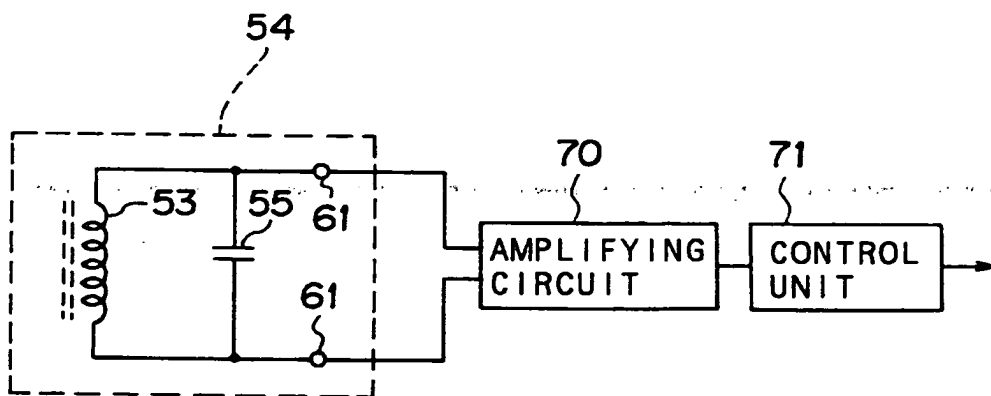 54
53
55
61
61
70
71
AMPLIFYING
CIRCUIT
CONTROL
UNIT